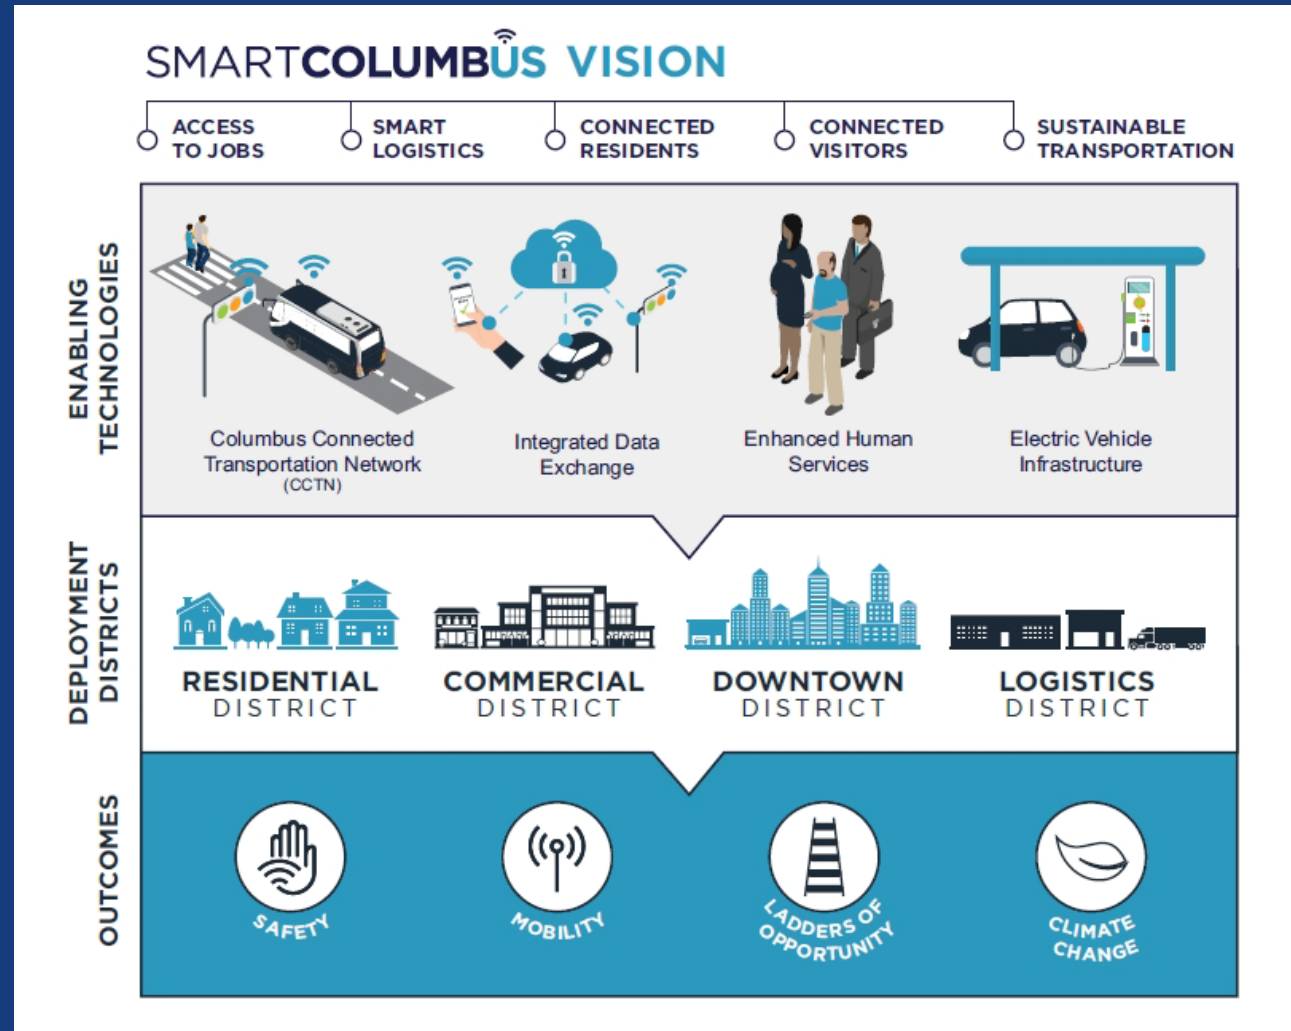 SMARTCOLUMBUS VISION
ACCESS
TO JOBS
SMART
LOGISTICS
CONNECTED
RESIDENTS
CONNECTED
VISITORS
SUSTAINABLE
TRANSPORTATION
ENABLING
TECHNOLOGIES
Columbus Connected
Transportation Network
(CCTN)
Integrated Data
Exchange
Enhanced Human
Services
Electric Vehicle
Infrastructure
DEPLOYMENT
DISTRICTS
RESIDENTIAL
DISTRICT
COMMERCIAL
DISTRICT
DOWNTOWN
DISTRICT
LOGISTICS
DISTRICT
OUTCOMES
SAFETY
MOBILITY
LADDERS OF
OPPORTUNITY
CLIMATE
CHANGE